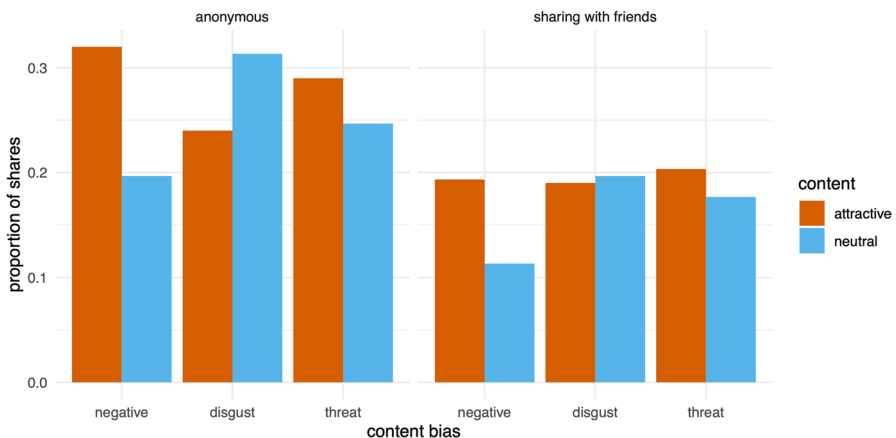 anonymous
sharing with friends
proportion of shares
0.3
0.2
0.1
0.0
negative
disgust
threat
negative
disgust
threat
content bias
content
attractive
neutral